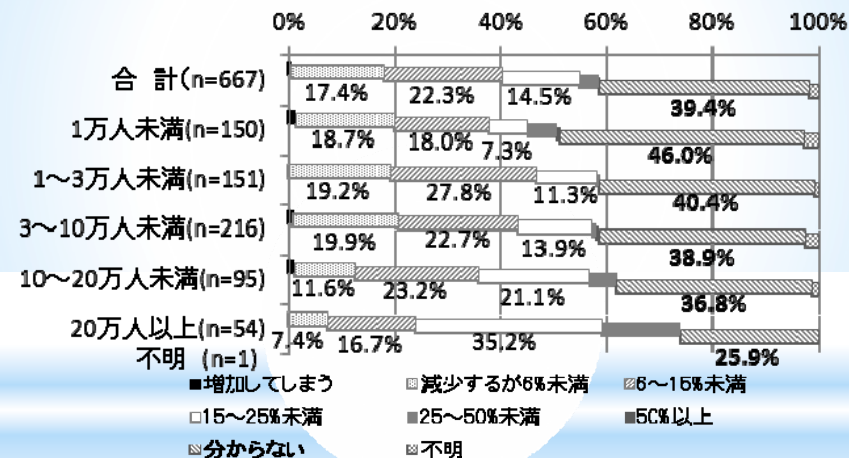 0% 20% 40% 60% 80% 100%
合 計(n=667)
17.4% 22.3% 14.5% 39.4%
1万人未満(n=150)
18.7% 18.0% 7.3% 46.0%
1～3万人未満(n=151)
19.2% 27.8% 11.3% 40.4%
3～10万人未満(n=216)
19.9% 22.7% 13.9% 38.9%
10～20万人未満(n=95)
11.6% 23.2% 21.1% 36.8%
20万人以上(n=54)
7.4% 16.7% 35.2% 25.9%
不明 (n=1)
増加してしまう 減少するが6%未満 6～15%未満
15～25%未満 25～50%未満 50%以上
分からない 不明